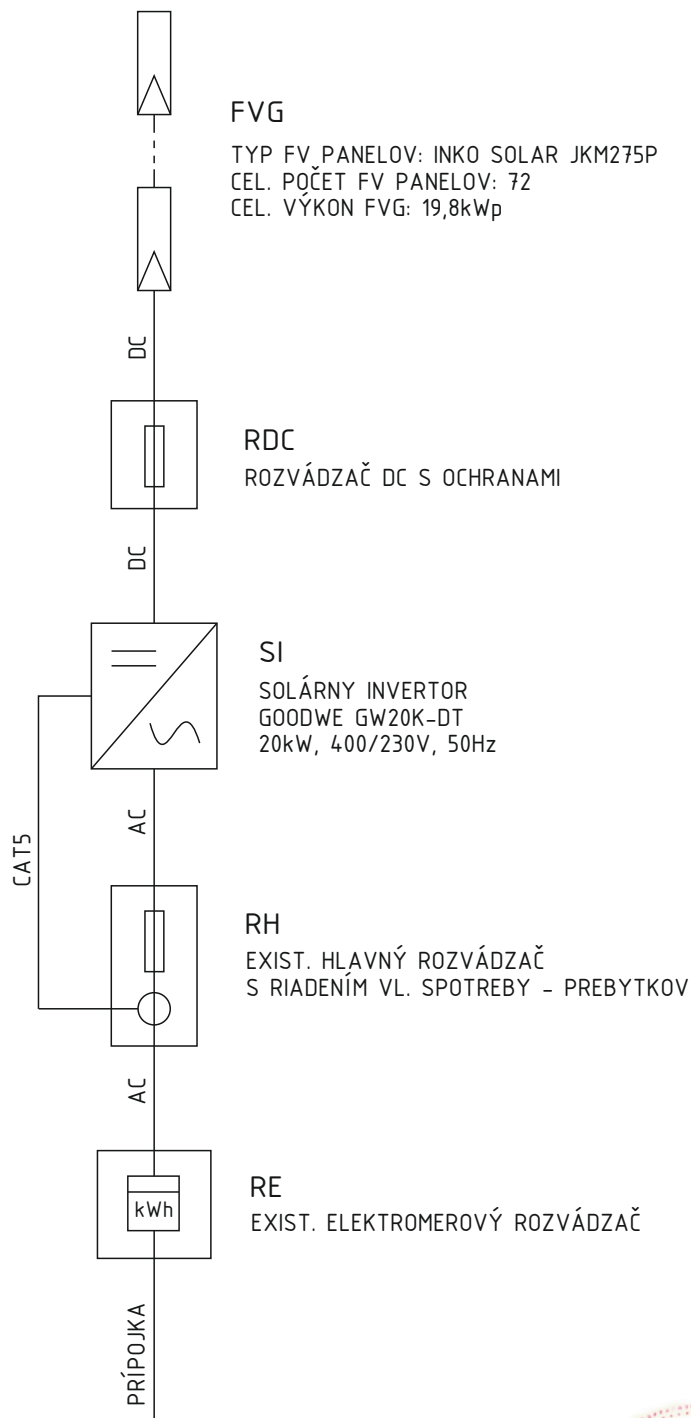 FVG
TYP FV PANELOV: INKO SOLAR JKM275P
CEL. POČET FV PANELOV: 72
CEL. VÝKON FVG: 19,8kWp
DC
RDC
ROZVÁDZAČ DC S OCHRANAMI
DC
SI
SOLÁRNY INVERTOR
GOODWE GW20K-DT
20kW, 400/230V, 50Hz
AC
CAT5
RH
EXIST. HLAVNÝ ROZVÁDZAČ
S RIADENÍM VL. SPOTREBY - PREBYTKOV
AC
RE
kWh
EXIST. ELEKTROMEROVÝ ROZVÁDZAČ
PRÍPOJKA